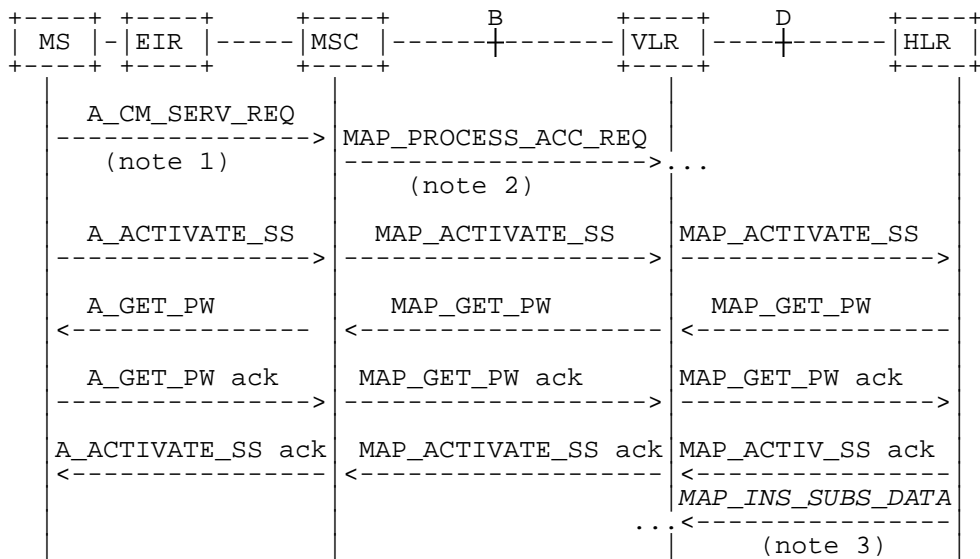 B D
MS EIR MSC VLR HLR
A_CM_SERV_REQ
MAP_PROCESS_ACC_REQ
(note 1) ...
(note 2)
A_ACTIVATE_SS MAP_ACTIVATE_SS MAP_ACTIVATE_SS
A_GET_PW MAP_GET_PW MAP_GET_PW
A_GET_PW ack MAP_GET_PW ack MAP_GET_PW ack
A_ACTIVATE_SS ack MAP_ACTIVATE_SS ack MAP_ACTIV_SS ack
MAP_INS_SUBS_DATA
...
(note 3)